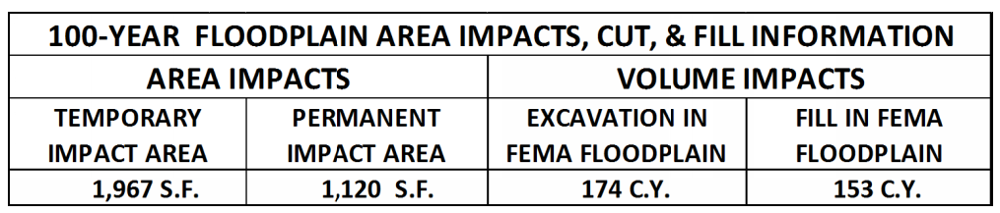 100-YEAR FLOODPLAIN AREA IMPACTS, CUT, & FILL INFORMATION
AREA IMPACTS VOLUME IMPACTS
TEMPORARY PERMANENT EXCAVATION IN FILL IN FEMA
IMPACT AREA IMPACT AREA FEMA FLOODPLAIN FLOODPLAIN
1,967 S.F. 1,120 S.F. 174 C.Y. 153 C.Y.